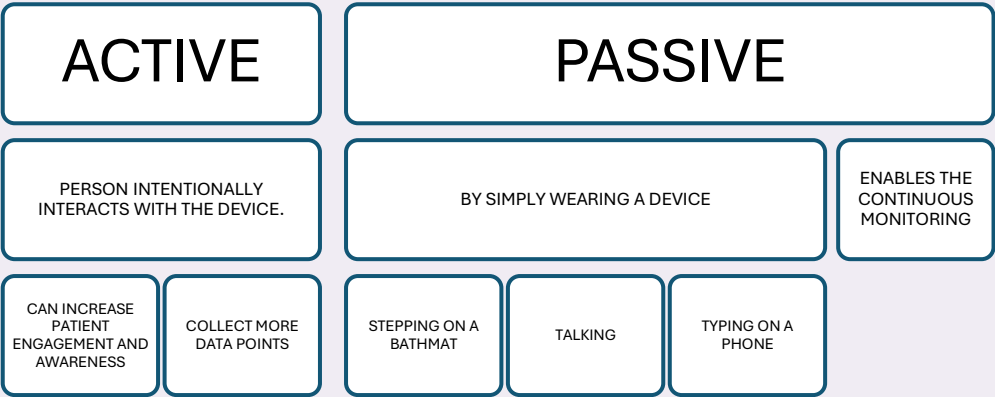 ACTIVE
PASSIVE
PERSON INTENTIONALLY
INTERACTS WITH THE DEVICE.
BY SIMPLY WEARING A DEVICE
ENABLES THE
CONTINUOUS
MONITORING
CAN INCREASE
PATIENT
ENGAGEMENT AND
AWARENESS
COLLECT MORE
DATA POINTS
STEPPING ON A
BATHMAT
TALKING
TYPING ON A
PHONE